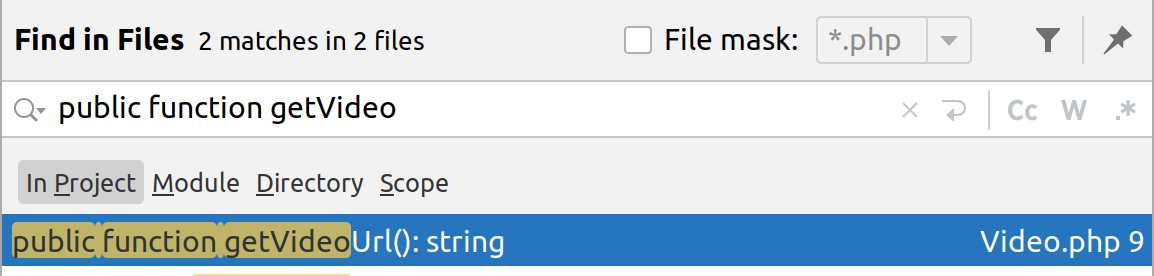 Find in Files 2 matches in 2 files File mask: *.php
public function getVideo Cc W .*
In Project Module Directory Scope
public function getVideoUrl(): string Video.php 9